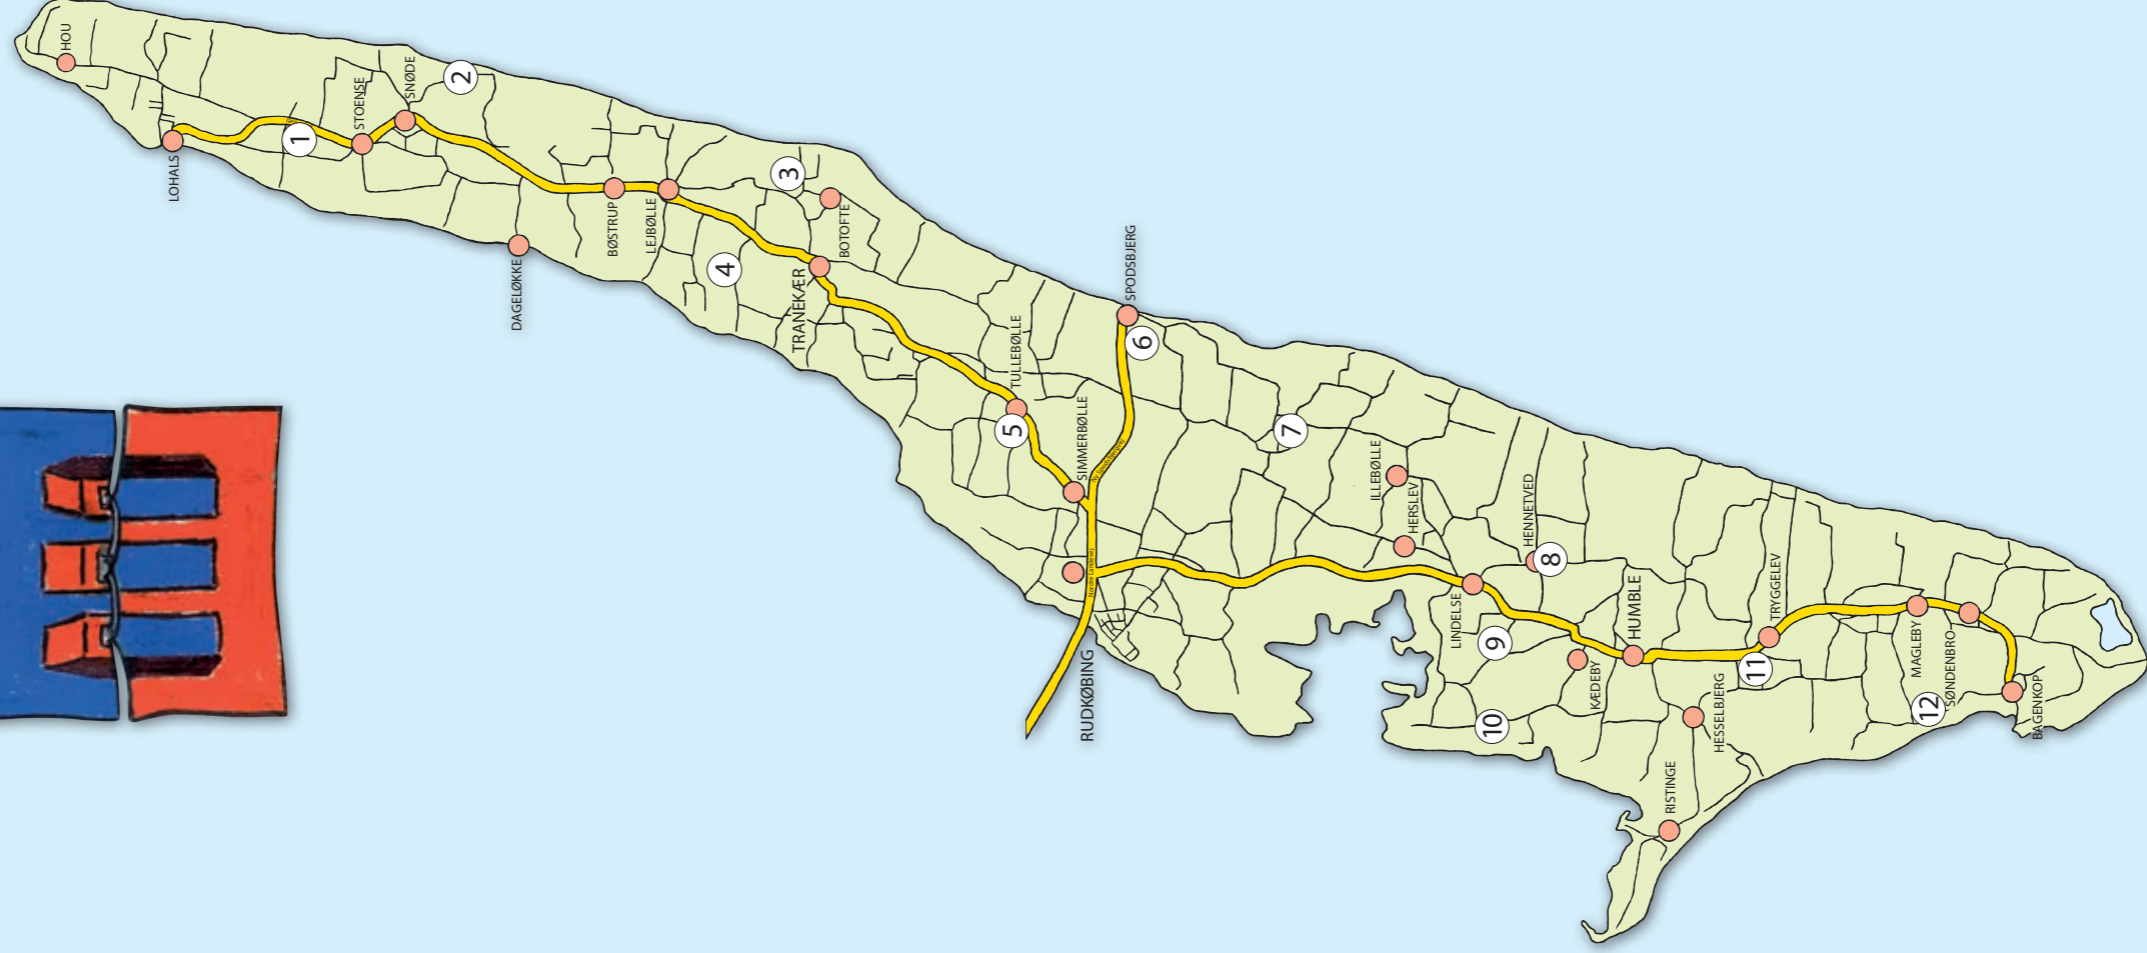 HOU
LOHALS
1
STOENSE
SNØDE
2
DAGELØKKE
BØSTRUP
LEJBØLLE
3
BOTOFTE
4
TRANEKÆR
TULLEBØLLE
5
SIMMERBØLLE
SPODSBJERG
6
RUDKØBING
7
ILLEBØLLE
HERSLEV
HENNETVED
8
LINDELSE
9
10
KÆDEBY
HUMBLE
RISTINGE
HESSELBJERG
11
TRYGGELEV
MAGLEBY
12
SØNDENBRO
BAGENKOP